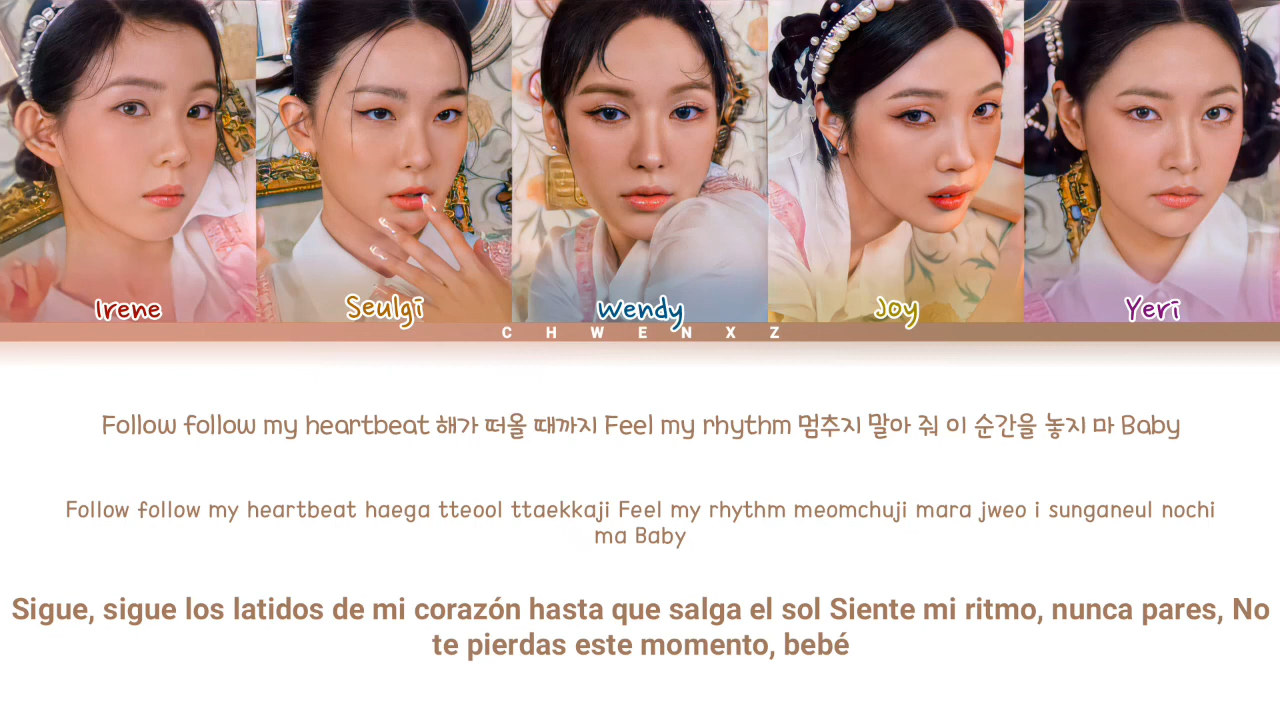 Irene
Seulgi
Wendy
Joy
Yeri
CHWENXZ
Follow follow my heartbeat 해가 떠올 때까지 Feel my rhythm 멈추지 말아 줘 이 순간을 놓지 마 Baby
Follow follow my heartbeat haega tteool ttaekkaji Feel my rhythm meomchuji mara jweo i sunganeul nochi
ma Baby
Sigue, sigue los latidos de mi corazón hasta que salga el sol Siente mi ritmo, nunca pares, No
te pierdas este momento, bebé